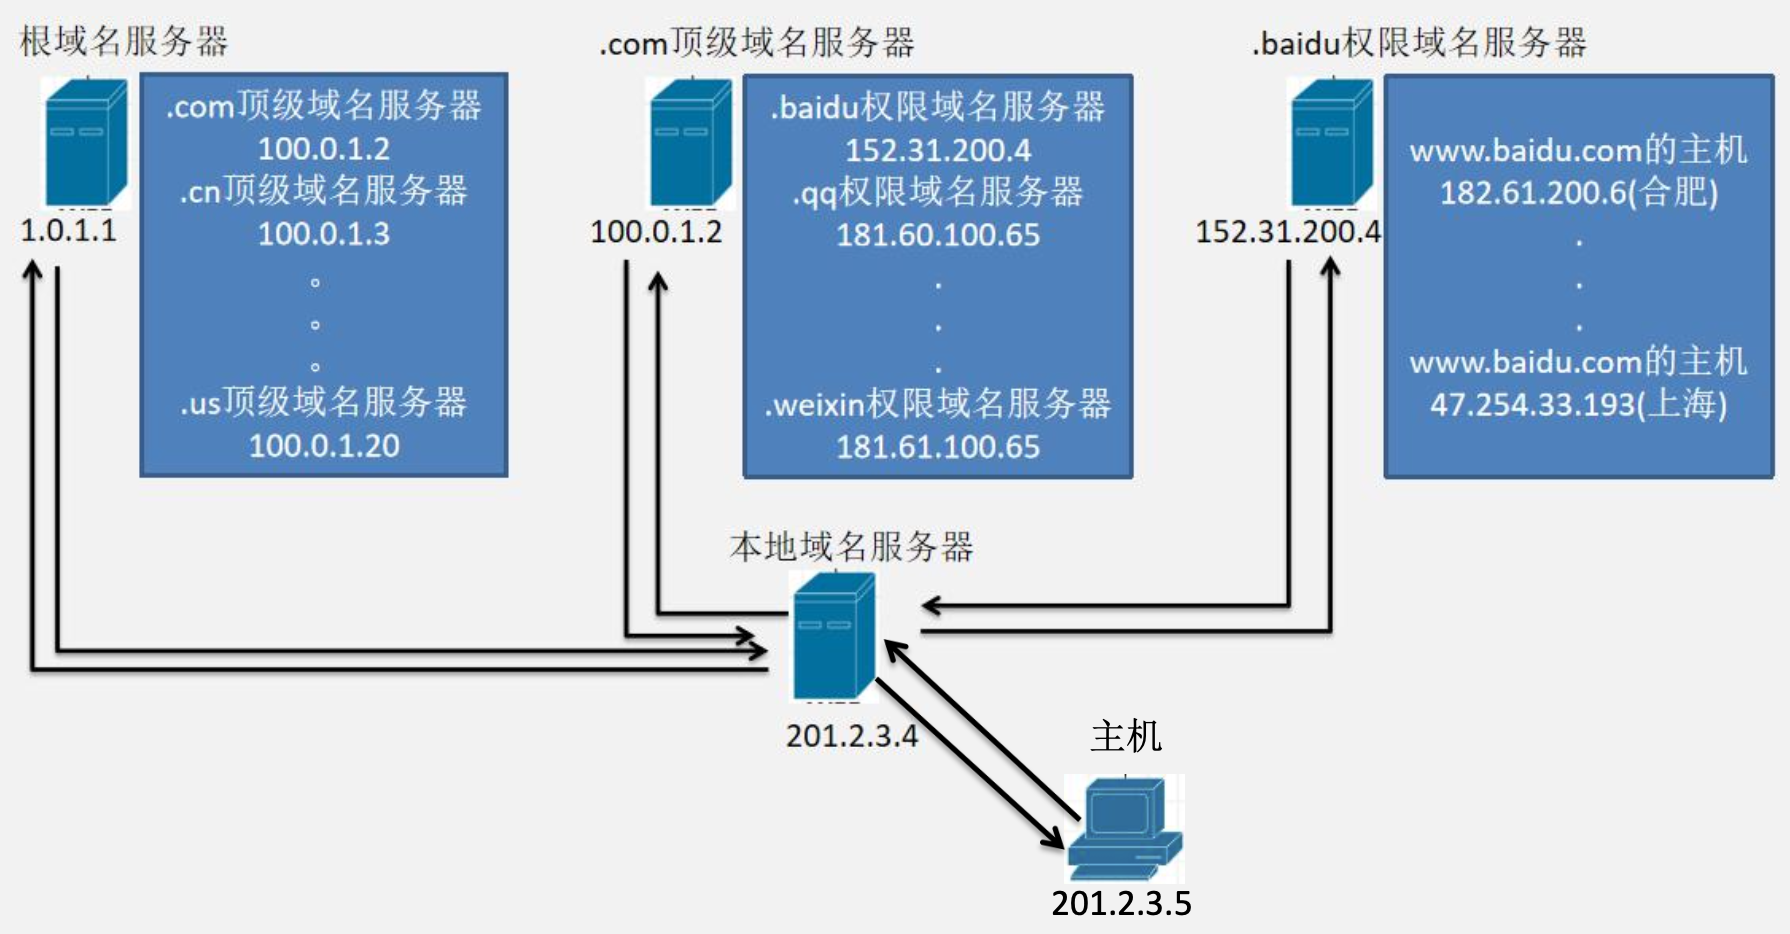 根域名服务器
.com顶级域名服务器
100.0.1.2
.cn顶级域名服务器
100.0.1.3
。
。
。
.us顶级域名服务器
100.0.1.20
1.0.1.1
.com顶级域名服务器
.baidu权限域名服务器
152.31.200.4
.qq权限域名服务器
181.60.100.65
.
.
.
.weixin权限域名服务器
181.61.100.65
100.0.1.2
.baidu权限域名服务器
www.baidu.com的主机
182.61.200.6(合肥)
.
.
.
www.baidu.com的主机
47.254.33.193(上海)
152.31.200.4
本地域名服务器
201.2.3.4
主机
201.2.3.5